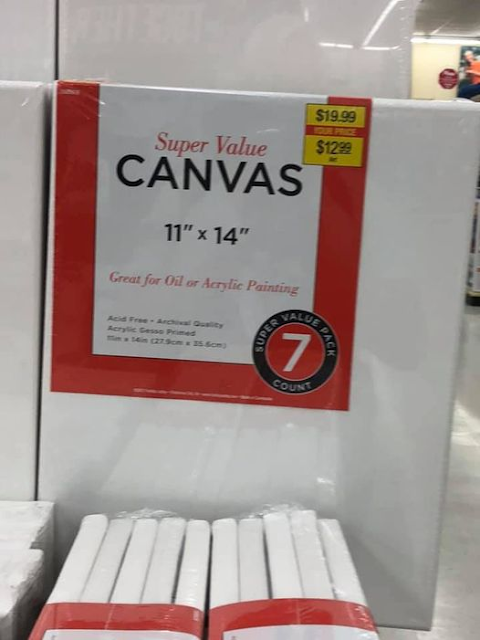 $19.99
YOUR PRICE
$12.99
Super Value
CANVAS
11" x 14"
Great for Oil or Acrylic Painting
Acid Free • Archival Quality
Acrylic Gesso Primed
11in x 14in (27.9cm x 35.6cm)
SUPER VALUE PACK
7
COUNT